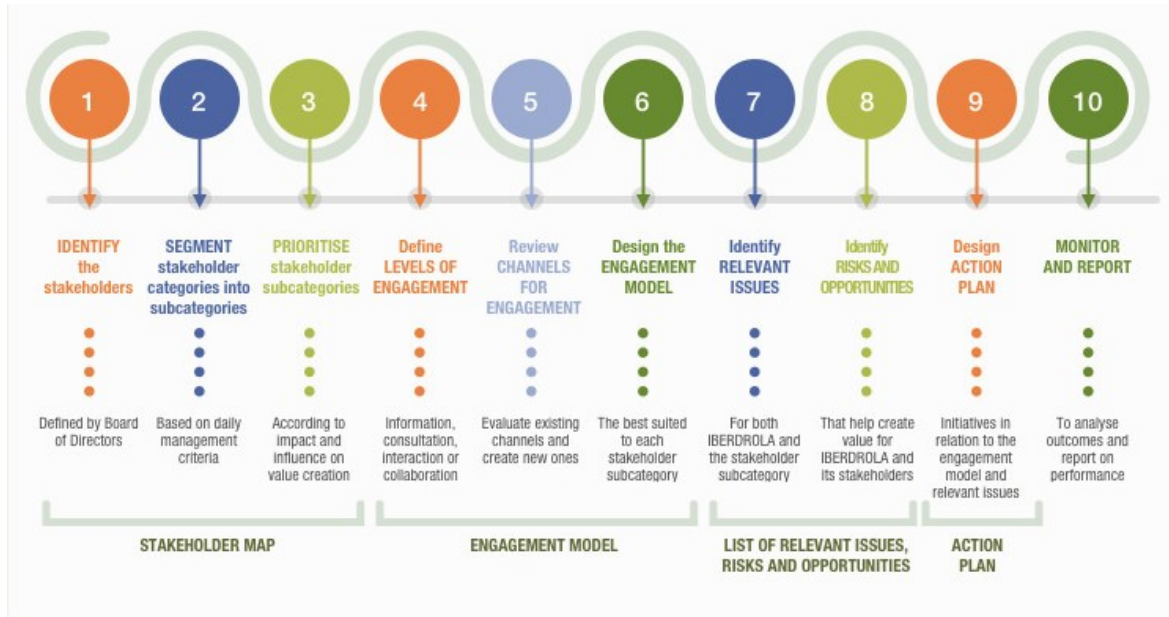 1
2
3
4
5
6
7
8
9
10
IDENTIFY
the
stakeholders
SEGMENT
stakeholder
categories into
subcategories
PRIORITISE
stakeholder
subcategories
Define
LEVELS OF
ENGAGEMENT
Review
CHANNELS
FOR
ENGAGEMENT
Design the
ENGAGEMENT
MODEL
Identify
RELEVANT
ISSUES
Identify
RISKS AND
OPPORTUNITIES
Design
ACTION
PLAN
MONITOR
AND REPORT
Defined by Board
of Directors
Based on daily
management
criteria
According to
impact and
influence on
value creation
Information,
consultation,
interaction or
collaboration
Evaluate existing
channels and
create new ones
The best suited
to each
stakeholder
subcategory
For both
IBERDROLA and
the stakeholder
subcategory
That help create
value for
IBERDROLA and
its stakeholders
Initiatives in
relation to the
engagement
model and
relevant issues
To analyse
outcomes and
report on
performance
STAKEHOLDER MAP
ENGAGEMENT MODEL
LIST OF RELEVANT ISSUES,
RISKS AND OPPORTUNITIES
ACTION
PLAN